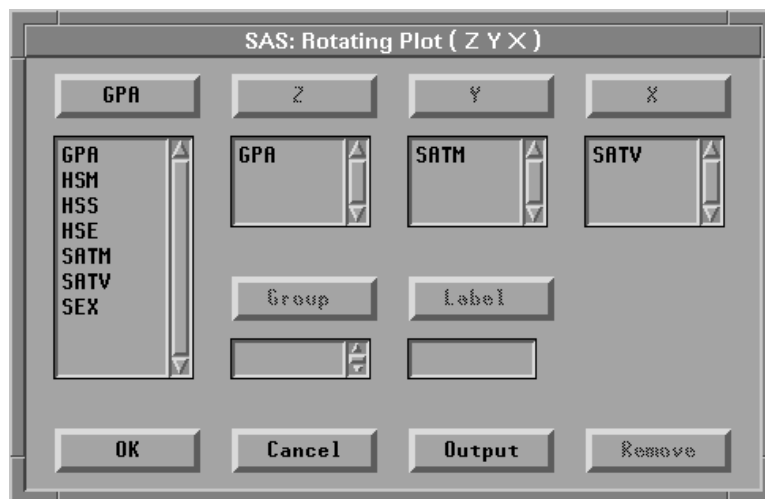 SAS: Rotating Plot ( Z Y X )
GPA Z Y X
GPA
HSM
HSS
HSE
SATM
SATV
SEX
GPA
SATM
SATV
Group Label
OK Cancel Output Remove